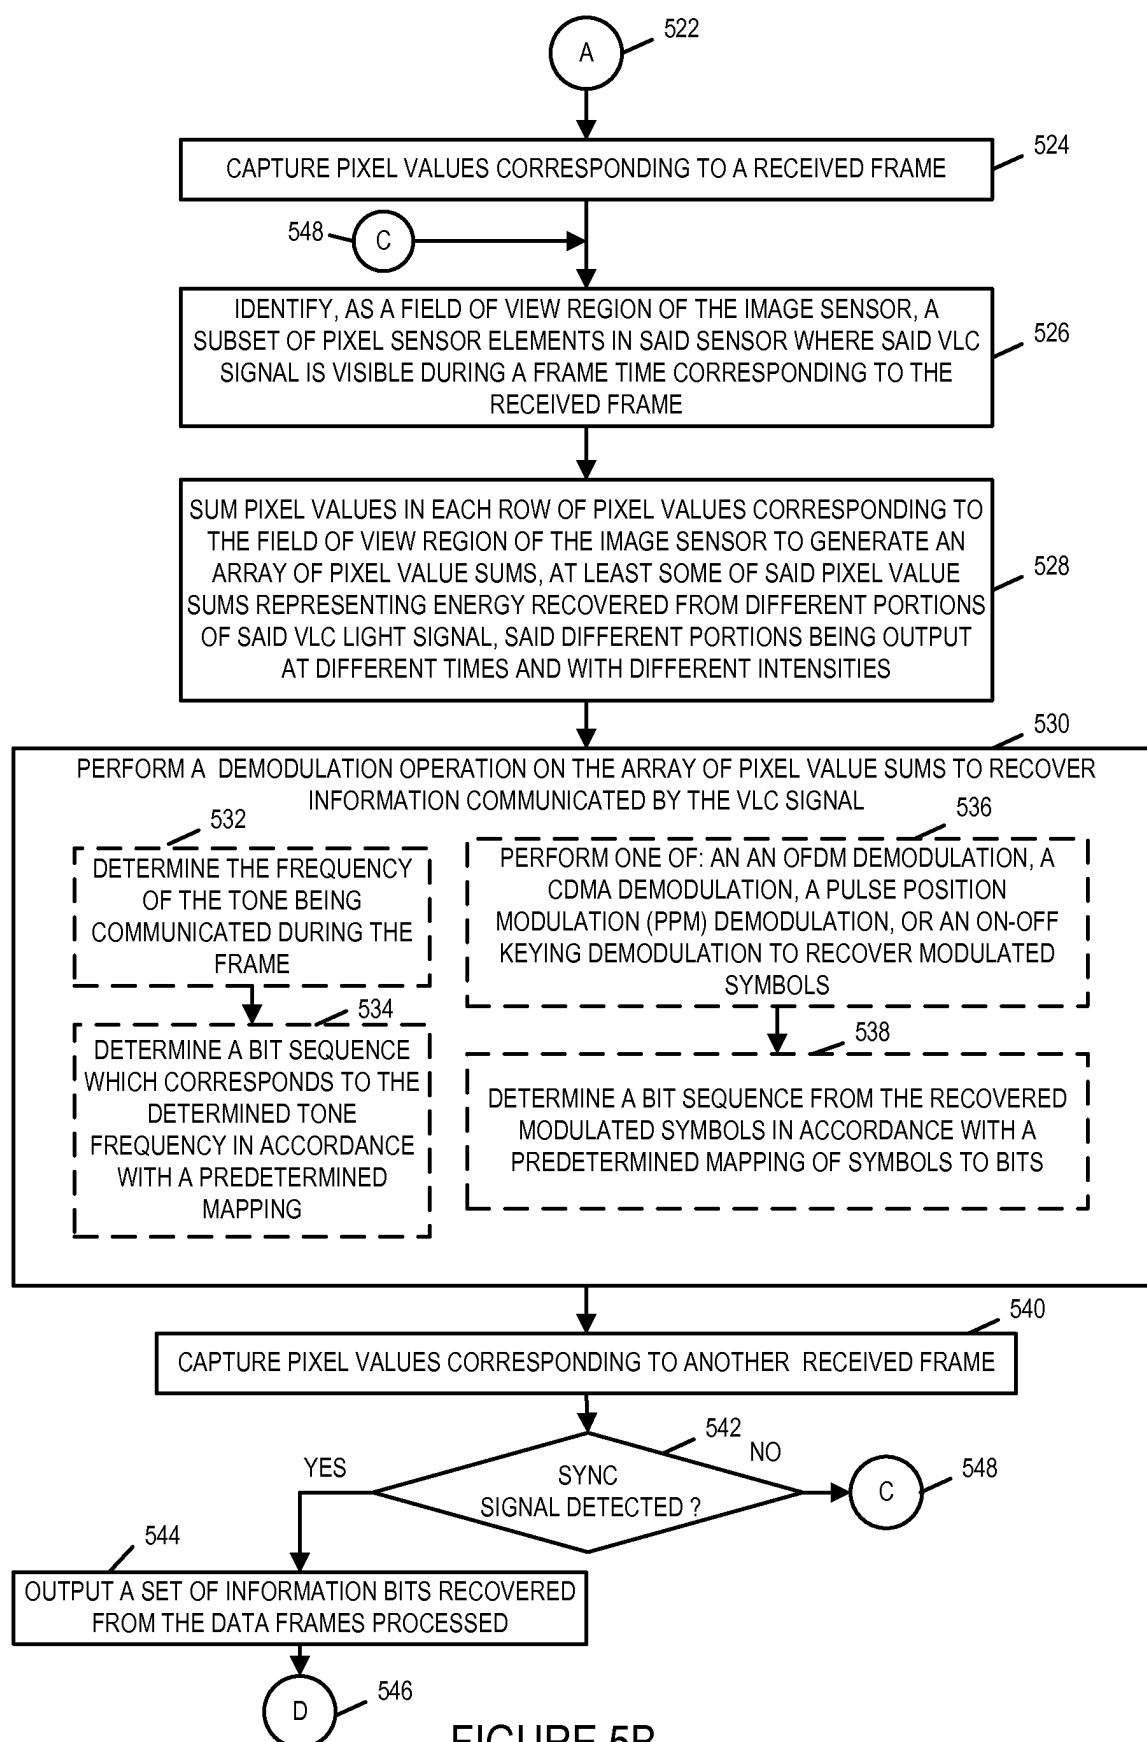 A
522
CAPTURE PIXEL VALUES CORRESPONDING TO A RECEIVED FRAME
524
548
C
IDENTIFY, AS A FIELD OF VIEW REGION OF THE IMAGE SENSOR, A
SUBSET OF PIXEL SENSOR ELEMENTS IN SAID SENSOR WHERE SAID VLC
SIGNAL IS VISIBLE DURING A FRAME TIME CORRESPONDING TO THE
RECEIVED FRAME
526
SUM PIXEL VALUES IN EACH ROW OF PIXEL VALUES CORRESPONDING TO
THE FIELD OF VIEW REGION OF THE IMAGE SENSOR TO GENERATE AN
ARRAY OF PIXEL VALUE SUMS, AT LEAST SOME OF SAID PIXEL VALUE
SUMS REPRESENTING ENERGY RECOVERED FROM DIFFERENT PORTIONS
OF SAID VLC LIGHT SIGNAL, SAID DIFFERENT PORTIONS BEING OUTPUT
AT DIFFERENT TIMES AND WITH DIFFERENT INTENSITIES
528
530
PERFORM A DEMODULATION OPERATION ON THE ARRAY OF PIXEL VALUE SUMS TO RECOVER
INFORMATION COMMUNICATED BY THE VLC SIGNAL
532
DETERMINE THE FREQUENCY
OF THE TONE BEING
COMMUNICATED DURING THE
FRAME
534
DETERMINE A BIT SEQUENCE
WHICH CORRESPONDS TO THE
DETERMINED TONE
FREQUENCY IN ACCORDANCE
WITH A PREDETERMINED
MAPPING
536
PERFORM ONE OF: AN AN OFDM DEMODULATION, A
CDMA DEMODULATION, A PULSE POSITION
MODULATION (PPM) DEMODULATION, OR AN ON-OFF
KEYING DEMODULATION TO RECOVER MODULATED
SYMBOLS
538
DETERMINE A BIT SEQUENCE FROM THE RECOVERED
MODULATED SYMBOLS IN ACCORDANCE WITH A
PREDETERMINED MAPPING OF SYMBOLS TO BITS
540
CAPTURE PIXEL VALUES CORRESPONDING TO ANOTHER RECEIVED FRAME
542
YES
NO
SYNC
SIGNAL DETECTED ?
C
548
544
OUTPUT A SET OF INFORMATION BITS RECOVERED
FROM THE DATA FRAMES PROCESSED
D
546
FIGURE 5B